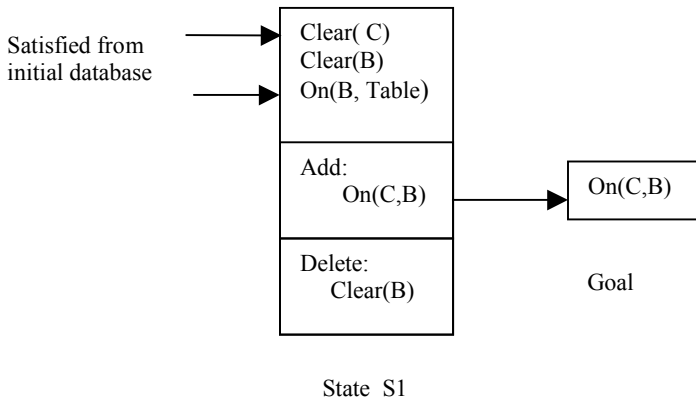 Satisfied from
initial database
Clear( C)
Clear(B)
On(B, Table)
Add:
On(C,B)
Delete:
Clear(B)
On(C,B)
Goal
State S1